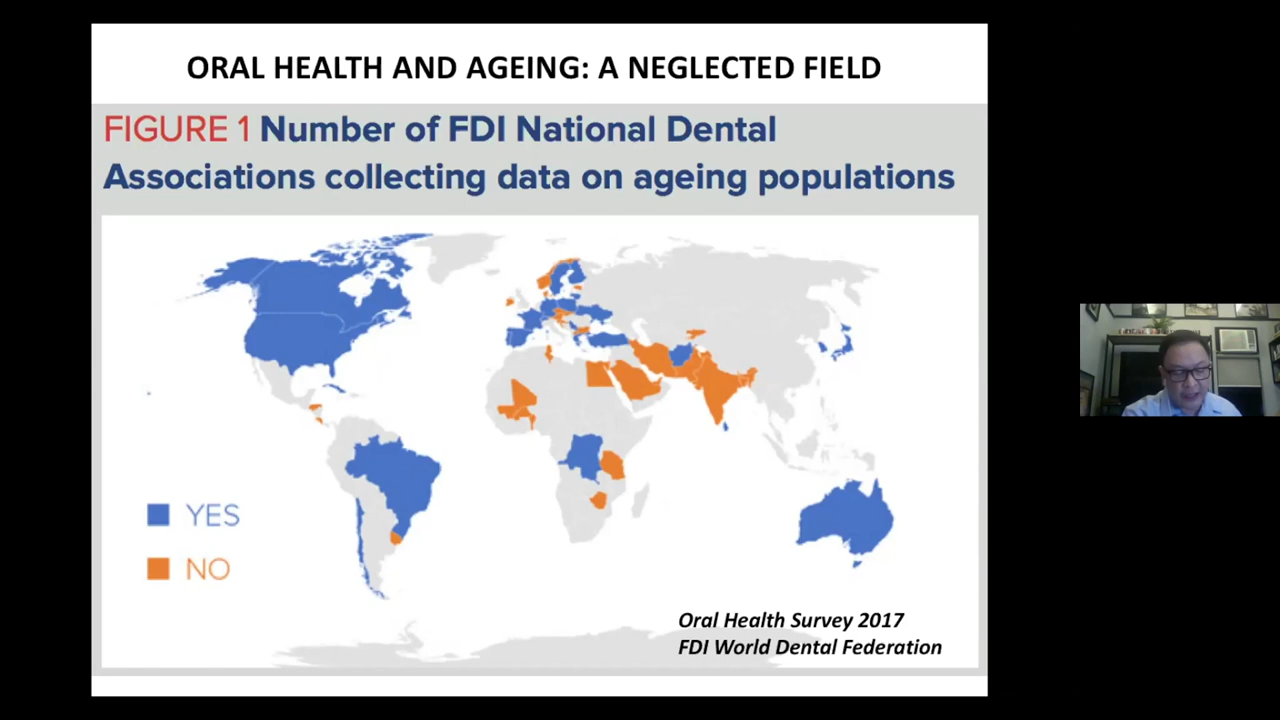 ORAL HEALTH AND AGEING: A NEGLECTED FIELD
FIGURE 1 Number of FDI National Dental
Associations collecting data on ageing populations
YES
NO
Oral Health Survey 2017
FDI World Dental Federation